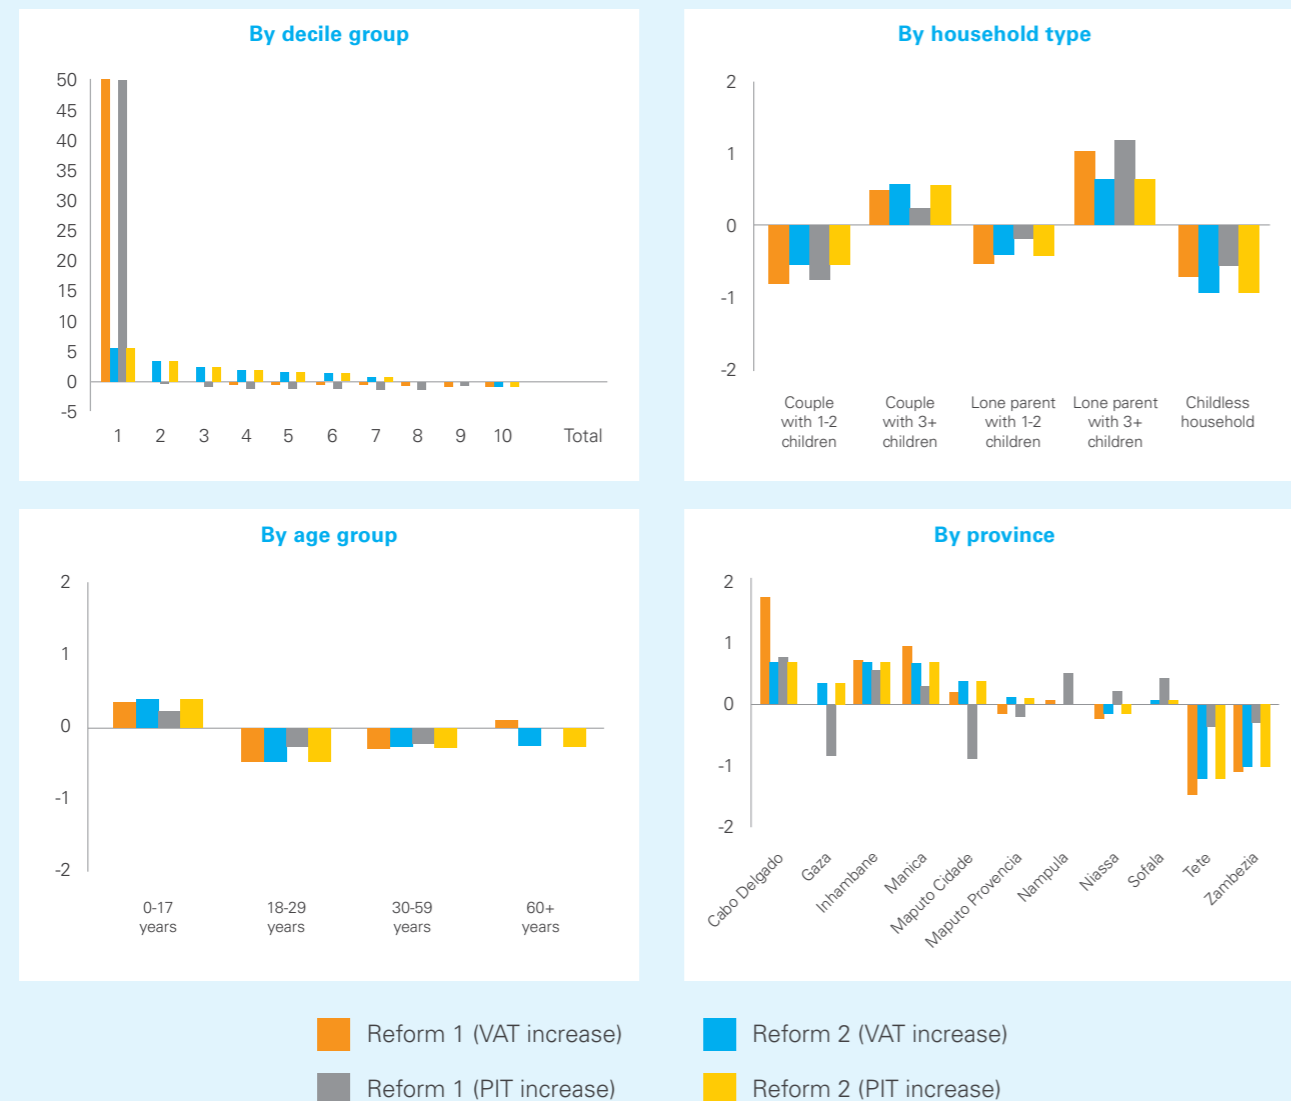 By decile group
50
45
40
35
30
25
20
15
10
5
0
-5
1 2 3 4 5 6 7 8 9 10 Total
By household type
2
1
0
-1
-2
Couple with 1-2 children
Couple with 3+ children
Lone parent with 1-2 children
Lone parent with 3+ children
Childless household
By age group
2
1
0
-1
-2
0-17 years
18-29 years
30-59 years
60+ years
By province
2
1
0
-1
-2
Cabo Delgado
Gaza
Inhambane
Manica
Maputo Cidade
Maputo Provencia
Nampula
Niassa
Sofala
Tete
Zambezia
Reform 1 (VAT increase)
Reform 2 (VAT increase)
Reform 1 (PIT increase)
Reform 2 (PIT increase)